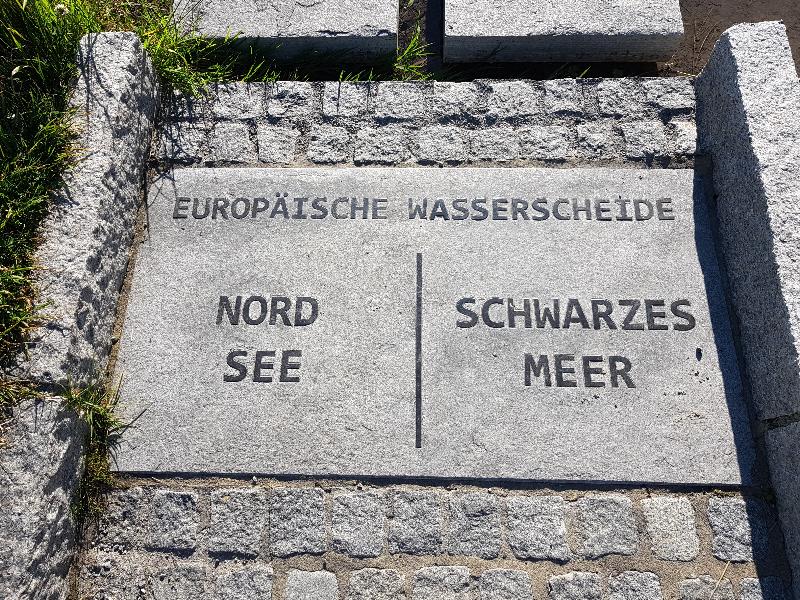 EUROPÄISCHE WASSERSCHEIDE
NORD
SEE
SCHWARZES
MEER